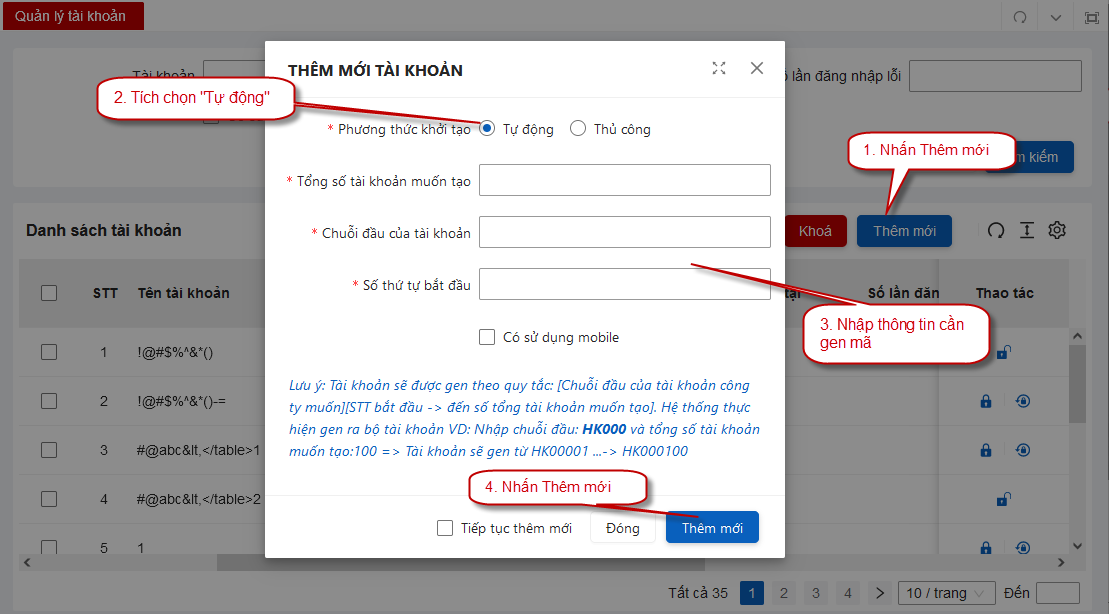 Quản lý tài khoản
Tài khoản
lần đăng nhập lỗi
THÊM MỚI TÀI KHOẢN
2. Tích chọn "Tự động"
* Phương thức khởi tạo Tự động Thủ công
1. Nhấn Thêm mới
kiếm
* Tổng số tài khoản muốn tạo
* Chuỗi đầu của tài khoản
Danh sách tài khoản
Khoá
Thêm mới
* Số thứ tự bắt đầu
STT Tên tài khoản
Số lần đăn
Thao tác
3. Nhập thông tin cần
gen mã
Có sử dụng mobile
1 !@#$%^&*()
2 !@#$%^&*()-=
3 #@abc&lt,</table>1
4 #@abc&lt,</table>2
5 1
Lưu ý: Tài khoản sẽ được gen theo quy tắc: [Chuỗi đầu của tài khoản công
ty muốn][STT bắt đầu -> đến số tổng tài khoản muốn tạo]. Hệ thống thực
hiện gen ra bộ tài khoản VD: Nhập chuỗi đầu: HK000 và tổng số tài khoản
muốn tạo:100 => Tài khoản sẽ gen từ HK00001 ...-> HK000100
4. Nhấn Thêm mới
Tiếp tục thêm mới Đóng Thêm mới
Tất cả 35 1 2 3 4 10 / trang Đến